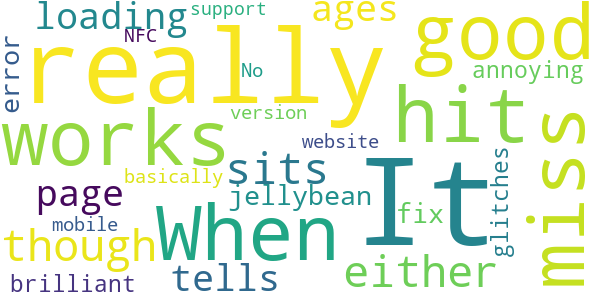 support
ages
loading
NFC
good
really
error
No
annoying
version
hit
works
website
miss
basically
sits
glitches
It
page
jellybean
When
fix
mobile
though
either
tells
brilliant